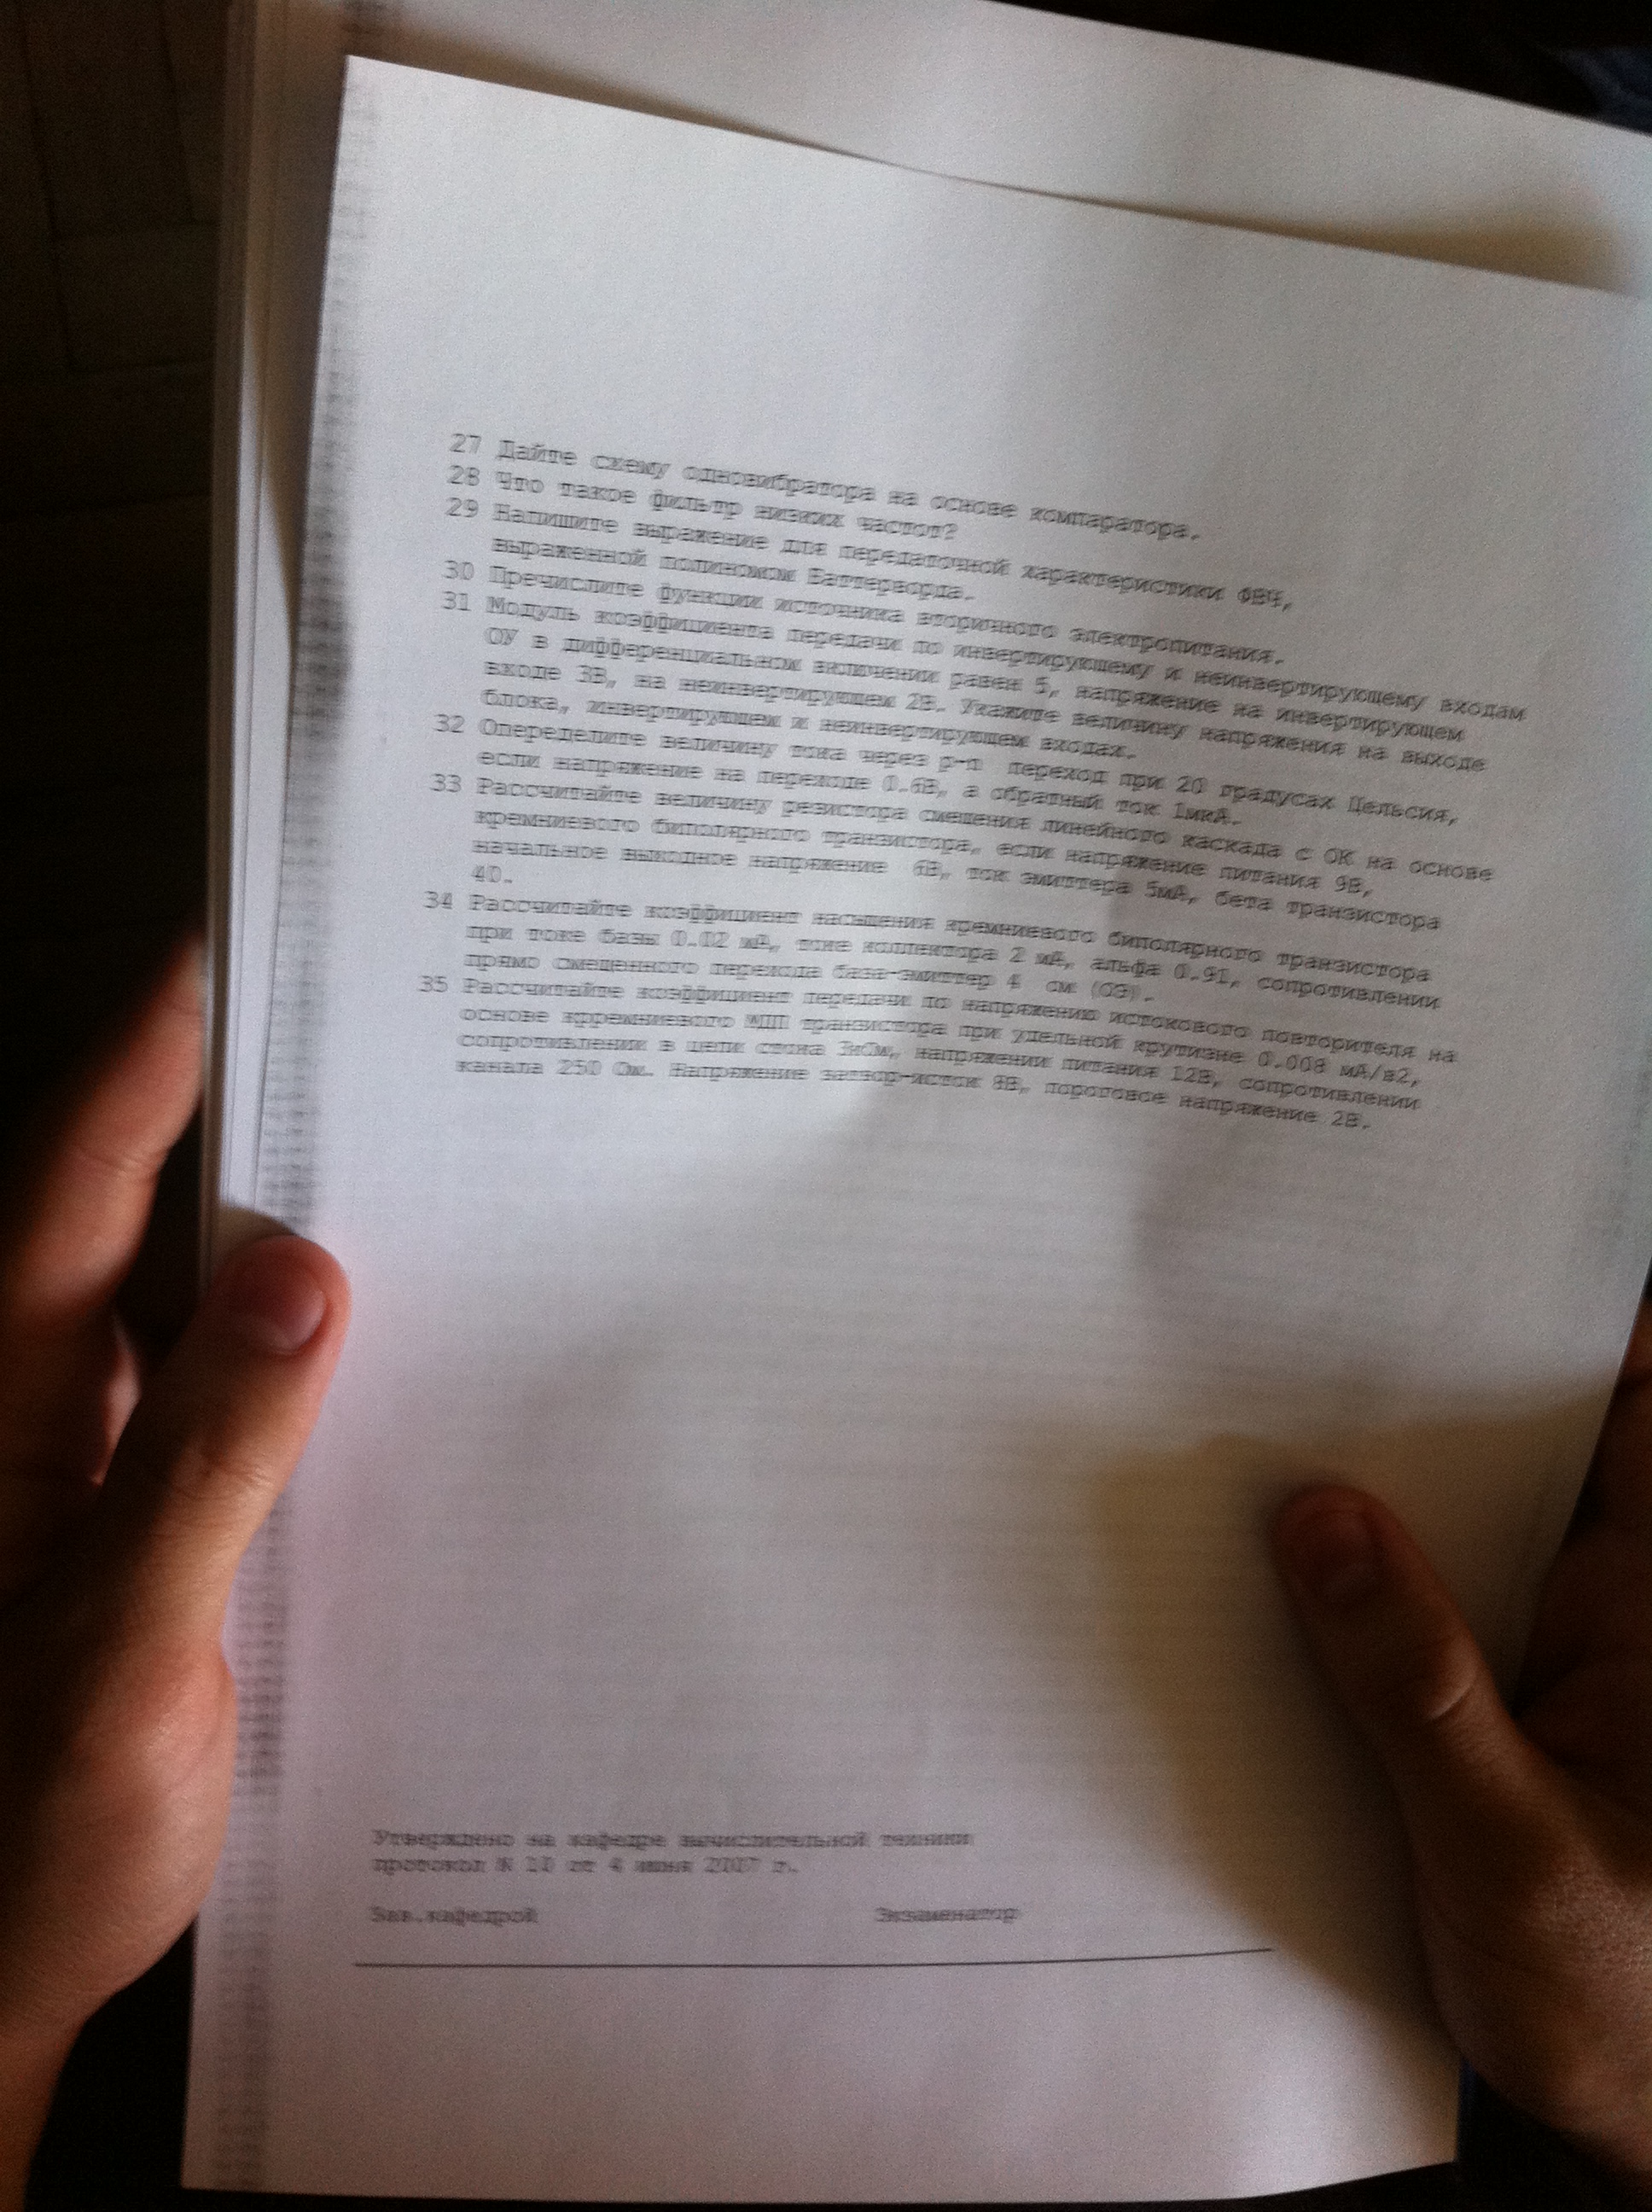 27 Дайте схему одновибратора на основе компаратора.
28 Что такое фильтр низких частот?
29 Напишите выражение для передаточной характеристики ФВЧ,
выраженной полиномом Баттерворда.
30 Пречислите функции источника вторичного электропитания.
31 Модуль коэффициента передачи по инвертирующему и неинвертирующему входам
ОУ в дифференциальном включении равен 5, напряжение на инвертирующем
входе 3В, на неинвертирующем 2В. Укажите величину напряжения на выходе
блока, инвертирующем и неинвертирующем входах.
32 Опеределите величину тока через p-n переход при 20 градусах Цельсия,
если напряжение на переходе 0.6В, а обратный ток 1мкА.
33 Рассчитайте величину резистора смещения линейного каскада с ОК на основе
кремниевого биполярного транзистора, если напряжение питания 9В,
начальное выходное напряжение 6В, ток эмиттера 5мА, бета транзистора
40.
34 Рассчитайте коэффициент насыщения кремниевого биполярного транзистора
при токе базы 0.02 мА, токе коллектора 2 мА, альфа 0.91, сопротивлении
прямо смещенного перехода база-эмиттер 4 ом (ОЭ).
35 Рассчитайте коэффициент передачи по напряжению истокового повторителя на
основе крремниевого МДП транзистора при удельной крутизне 0.008 мА/в2,
сопротивлении в цепи стока 3кОм, напряжении питания 12В, сопротивлении
канала 250 Ом. Напряжение затвор-исток 8В, пороговое напряжение 2В.
Утверждено на кафедре вычислительной техники
протокол N 10 от 4 июня 2007 г.
Зав.кафедрой Экзаменатор